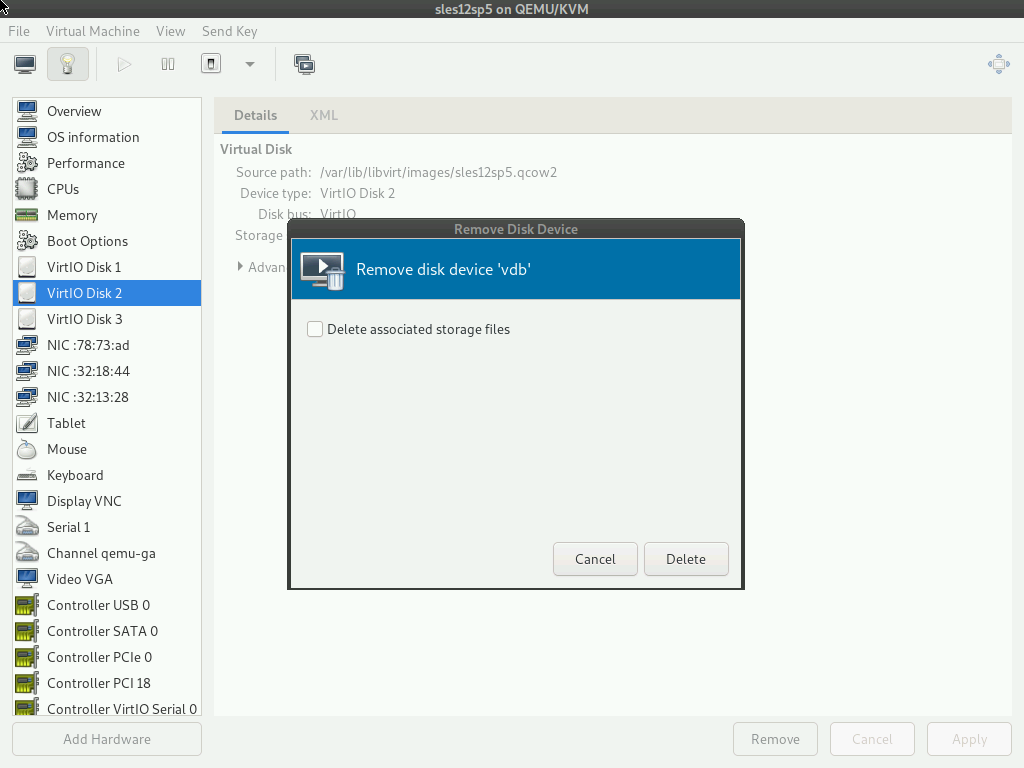 sles12sp5 on QEMU/KVM
File Virtual Machine View Send Key
Overview
OS information
Performance
CPUs
Memory
Boot Options
VirtIO Disk 1
VirtIO Disk 2
VirtIO Disk 3
NIC :78:73:ad
NIC :32:18:44
NIC :32:13:28
Tablet
Mouse
Keyboard
Display VNC
Serial 1
Channel qemu-ga
Video VGA
Controller USB 0
Controller SATA 0
Controller PCIe 0
Controller PCI 18
Controller VirtIO Serial 0
Add Hardware
Details XML
Virtual Disk
Source path: /var/lib/libvirt/images/sles12sp5.qcow2
Device type: VirtIO Disk 2
Disk bus: VirtIO
Storage
Remove Disk Device
Remove disk device 'vdb'
Delete associated storage files
Cancel Delete
Remove Cancel Apply